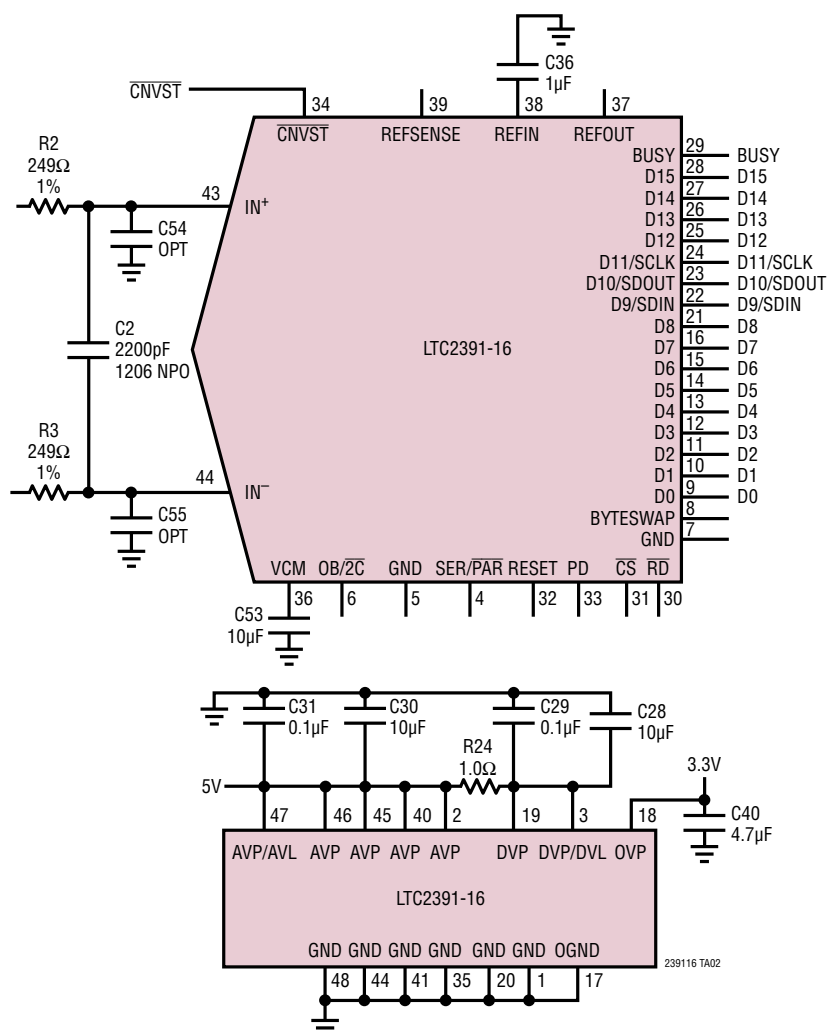 C36
1µF
CNVST
34
39
38
37
CNVST
REFSENSE
REFIN
REFOUT
R2
249Ω
1%
43
IN+
C54
OPT
C2
2200pF
1206 NPO
LTC2391-16
R3
249Ω
1%
44
IN–
C55
OPT
BUSY 29 BUSY
D15 28 D15
D14 27 D14
D13 26 D13
D12 25 D12
D11/SCLK 24 D11/SCLK
D10/SDOUT 23 D10/SDOUT
D9/SDIN 22 D9/SDIN
D8 21 D8
D7 16 D7
D6 15 D6
D5 14 D5
D4 13 D4
D3 12 D3
D2 11 D2
D1 10 D1
D0 9 D0
BYTESWAP 8
GND 7
VCM OB/2C GND SER/PAR RESET PD CS RD
36 6 5 4 32 33 31 30
C53
10µF
C31
0.1µF
C30
10µF
C29
0.1µF
C28
10µF
R24
1.0Ω
5V
3.3V
C40
4.7µF
47 46 45 40 2 19 3 18
AVP/AVL AVP AVP AVP AVP DVP DVP/DVL OVP
LTC2391-16
GND GND GND GND GND GND OGND
48 44 41 35 20 1 17
239116 TA02